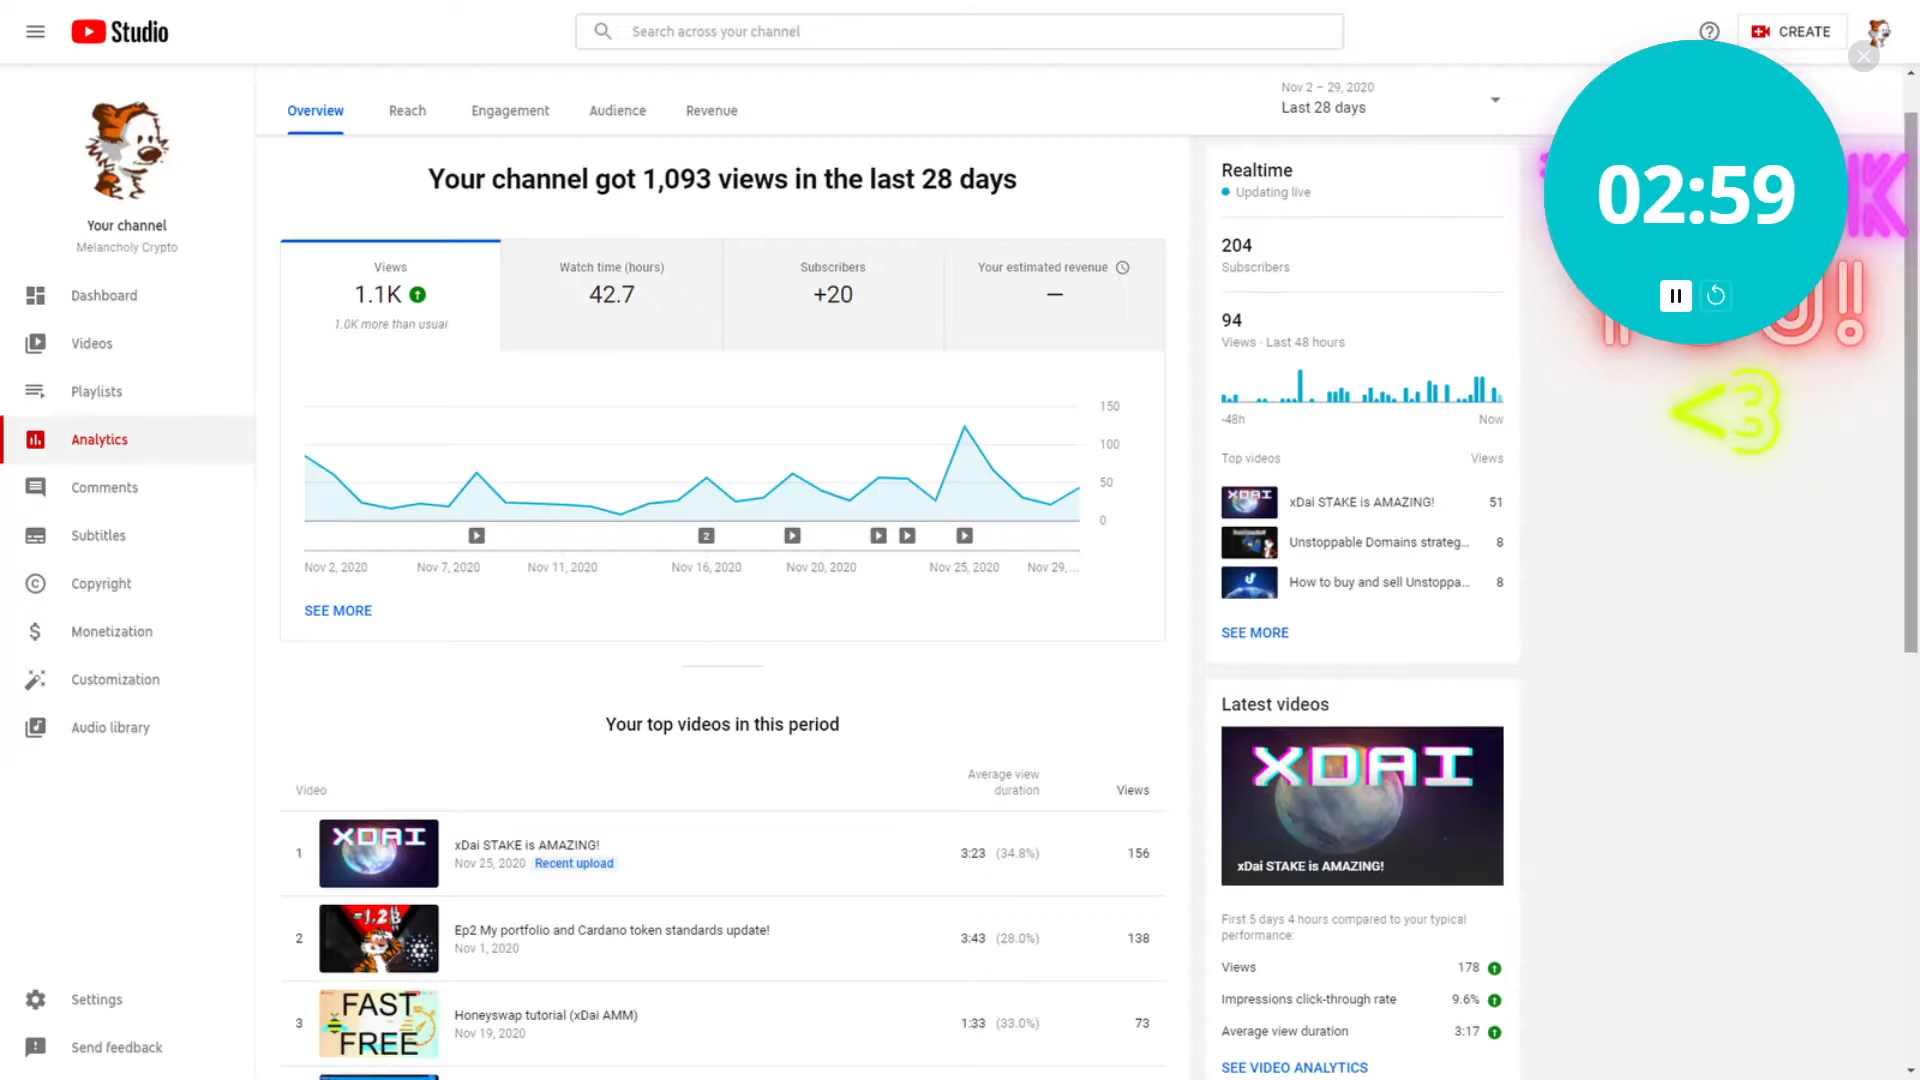 Studio
Search across your channel
CREATE
Your channel
Melancholy Crypto
Dashboard
Videos
Playlists
Analytics
Comments
Subtitles
Copyright
Monetization
Customization
Audio library
Settings
Send feedback
Overview
Reach
Engagement
Audience
Revenue
Nov 2 – 29, 2020
Last 28 days
Your channel got 1,093 views in the last 28 days
Views
1.1K
1.0K more than usual
Watch time (hours)
42.7
Subscribers
+20
Your estimated revenue
—
150
100
50
0
2
Nov 2, 2020
Nov 7, 2020
Nov 11, 2020
Nov 16, 2020
Nov 20, 2020
Nov 25, 2020
Nov 29, ...
SEE MORE
Your top videos in this period
Video
Average view
duration
Views
1
XDAI
xDai STAKE is AMAZING!
Nov 25, 2020 Recent upload
3:23 (34.8%)
156
2
-1.2B
Ep2 My portfolio and Cardano token standards update!
Nov 1, 2020
3:43 (28.0%)
138
3
FAST
FREE
Honeyswap tutorial (xDai AMM)
Nov 19, 2020
1:33 (33.0%)
73
Realtime
Updating live
204
Subscribers
94
Views · Last 48 hours
-48h
Now
Top videos
Views
XDAI
xDai STAKE is AMAZING!
51
Unstoppable Domains strateg...
8
How to buy and sell Unstoppa...
8
SEE MORE
Latest videos
XDAI
xDai STAKE is AMAZING!
First 5 days 4 hours compared to your typical
performance:
Views
178
Impressions click-through rate
9.6%
Average view duration
3:17
SEE VIDEO ANALYTICS
02:59
<3